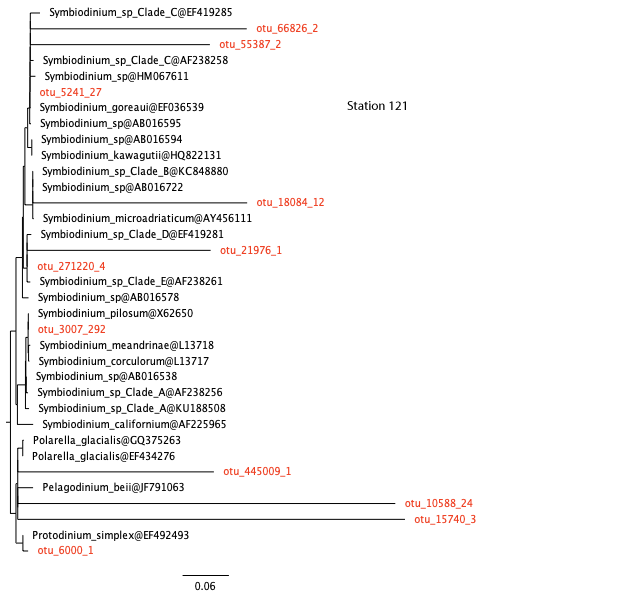 Symbiodinium_sp_Clade_C@EF419285
otu_66826_2
otu_55387_2
Symbiodinium_sp_Clade_C@AF238258
Symbiodinium_sp@HM067611
otu_5241_27
Symbiodinium_goreaui@EF036539
Station 121
Symbiodinium_sp@AB016595
Symbiodinium_sp@AB016594
Symbiodinium_kawagutii@HQ822131
Symbiodinium_sp_Clade_B@KC848880
Symbiodinium_sp@AB016722
otu_18084_12
Symbiodinium_microadriaticum@AY456111
Symbiodinium_sp_Clade_D@EF419281
otu_21976_1
otu_271220_4
Symbiodinium_sp_Clade_E@AF238261
Symbiodinium_sp@AB016578
Symbiodinium_pilosum@X62650
otu_3007_292
Symbiodinium_meandrinae@L13718
Symbiodinium_corculorum@L13717
Symbiodinium_sp@AB016538
Symbiodinium_sp_Clade_A@AF238256
Symbiodinium_sp_Clade_A@KU188508
Symbiodinium_californium@AF225965
Polarella_glacialis@GQ375263
Polarella_glacialis@EF434276
otu_445009_1
Pelagodinium_beii@JF791063
otu_10588_24
otu_15740_3
Protodinium_simplex@EF492493
otu_6000_1
0.06